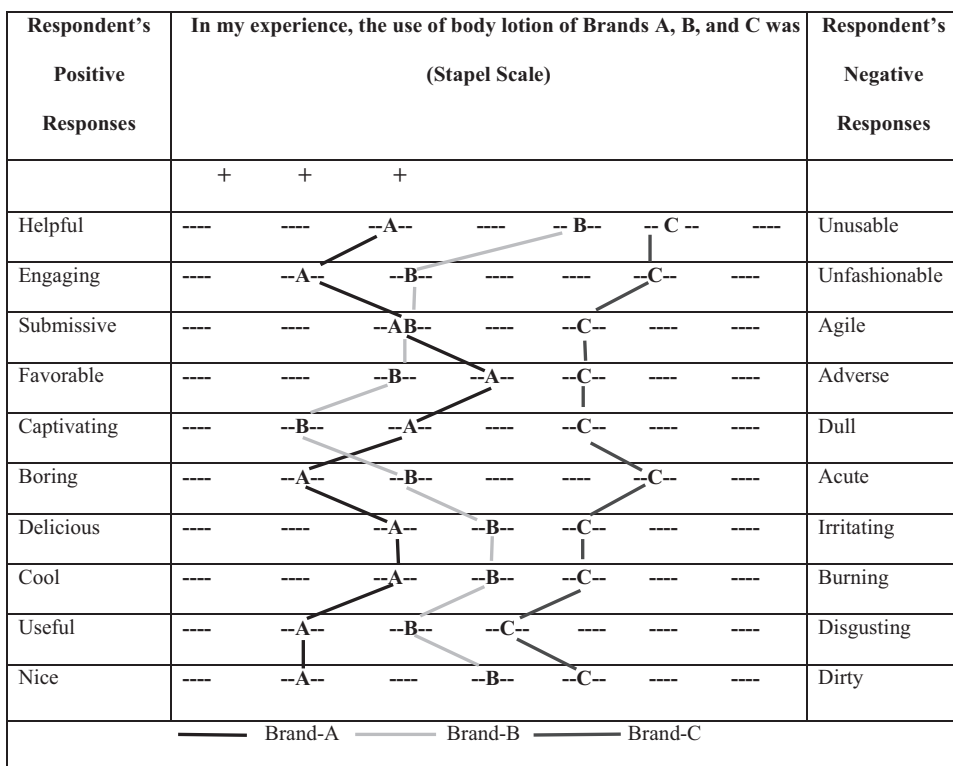 Respondent’s Positive Responses In my experience, the use of body lotion of Brands A, B, and C was (Stapel Scale) Respondent’s Negative Responses
+ + +
Helpful ---- ---- --A-- ---- -- B-- -- C -- ---- Unusable
Engaging ---- --A-- --B-- ---- ---- --C-- ---- Unfashionable
Submissive ---- ---- --AB-- ---- --C-- ---- ---- Agile
Favorable ---- ---- --B-- --A-- --C-- ---- ---- Adverse
Captivating ---- --B-- --A-- ---- --C-- ---- ---- Dull
Boring ---- --A-- --B-- ---- ---- --C-- ---- Acute
Delicious ---- ---- --A-- --B-- --C-- ---- ---- Irritating
Cool ---- ---- --A-- --B-- --C-- ---- ---- Burning
Useful ---- --A-- --B-- --C-- ---- ---- ---- Disgusting
Nice ---- --A-- ---- --B-- --C-- ---- ---- Dirty
Brand-A Brand-B Brand-C